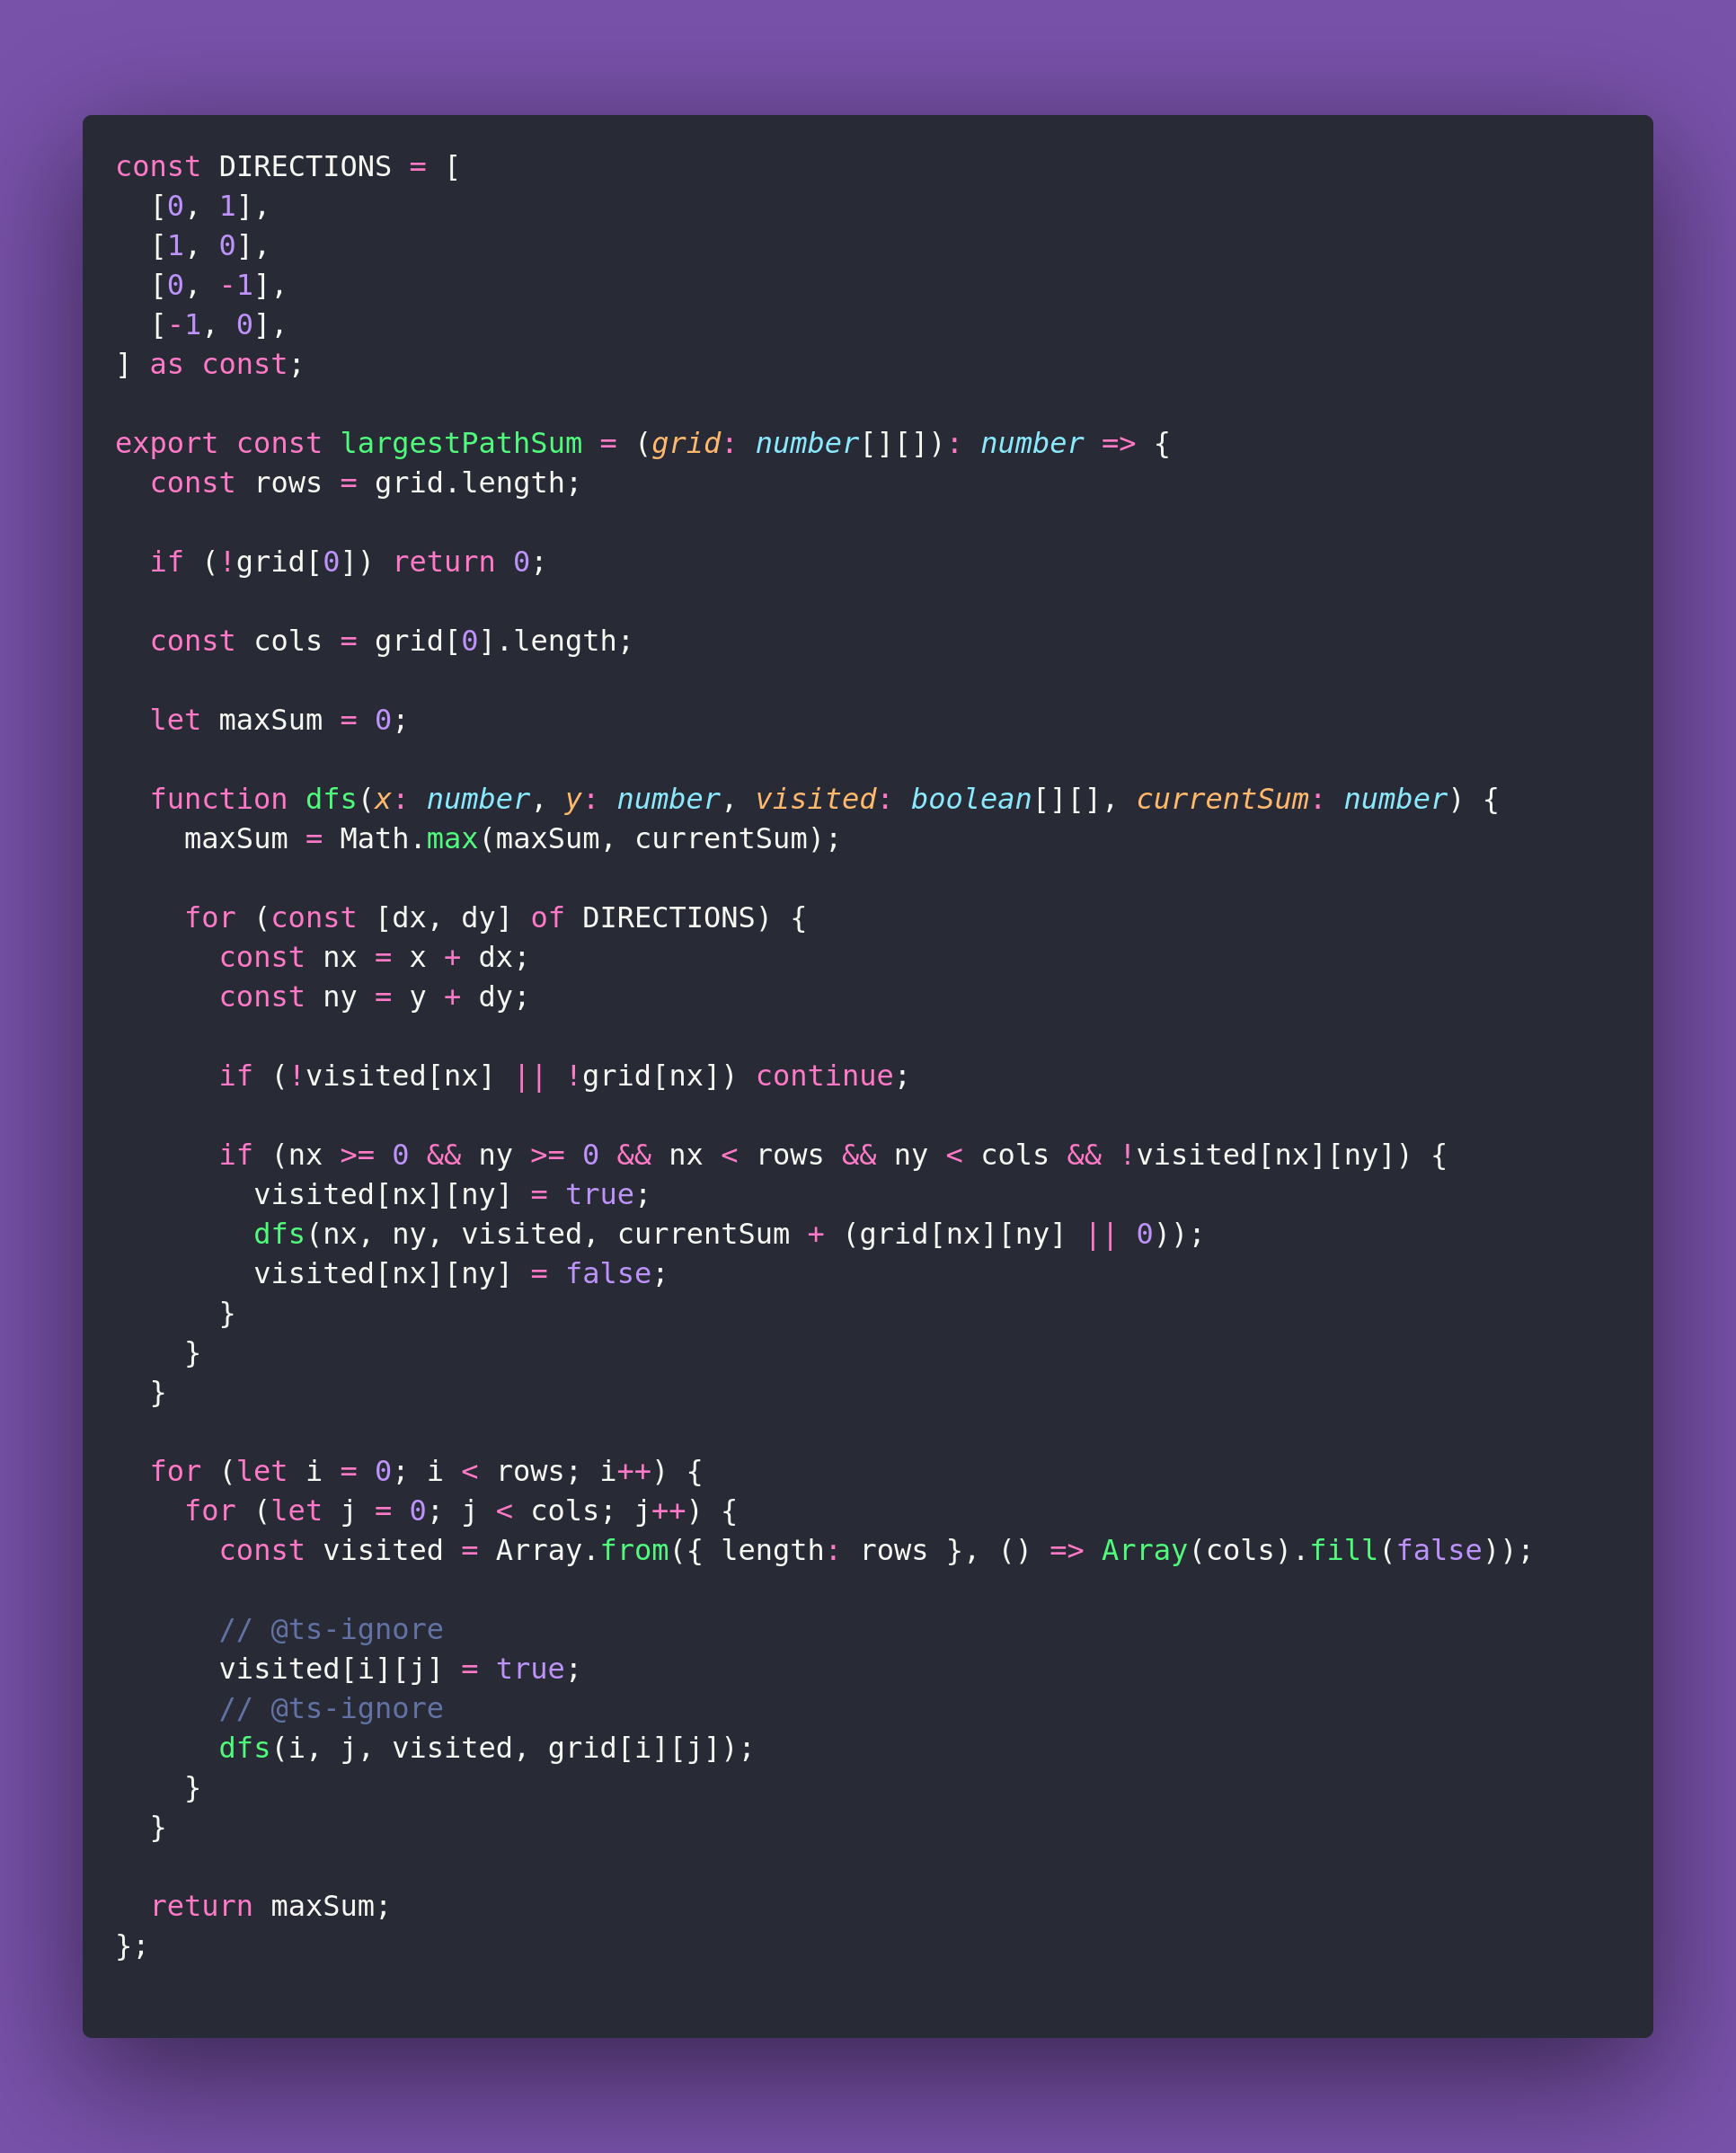 const DIRECTIONS = [
  [0, 1],
  [1, 0],
  [0, -1],
  [-1, 0],
] as const;

export const largestPathSum = (grid: number[][]): number => {
  const rows = grid.length;

  if (!grid[0]) return 0;

  const cols = grid[0].length;

  let maxSum = 0;

  function dfs(x: number, y: number, visited: boolean[][], currentSum: number) {
    maxSum = Math.max(maxSum, currentSum);

    for (const [dx, dy] of DIRECTIONS) {
      const nx = x + dx;
      const ny = y + dy;

      if (!visited[nx] || !grid[nx]) continue;

      if (nx >= 0 && ny >= 0 && nx < rows && ny < cols && !visited[nx][ny]) {
        visited[nx][ny] = true;
        dfs(nx, ny, visited, currentSum + (grid[nx][ny] || 0));
        visited[nx][ny] = false;
      }
    }
  }

  for (let i = 0; i < rows; i++) {
    for (let j = 0; j < cols; j++) {
      const visited = Array.from({ length: rows }, () => Array(cols).fill(false));

      // @ts-ignore
      visited[i][j] = true;
      // @ts-ignore
      dfs(i, j, visited, grid[i][j]);
    }
  }

  return maxSum;
};